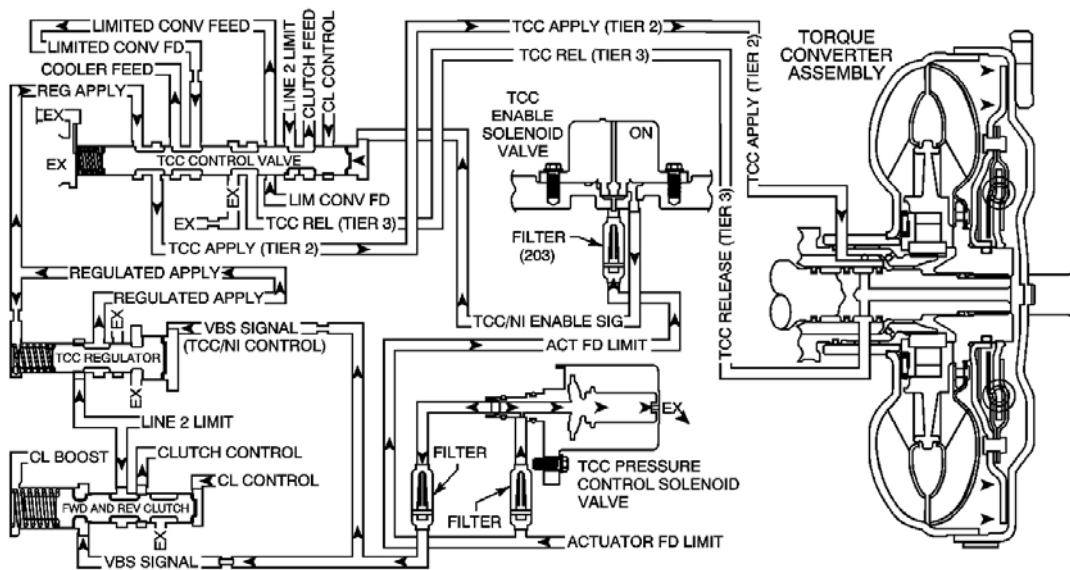 LIMITED CONV FEED
LIMITED CONV FD
COOLER FEED
REG APPLY
EX
EX
TCC CONTROL VALVE
LINE 2 LIMIT
CLUTCH FEED
CL CONTROL
LIM CONV FD
EX
EX
TCC REL (TIER 3)
TCC APPLY (TIER 2)
TCC APPLY (TIER 2)
TCC REL (TIER 3)
TCC
ENABLE
SOLENOID
VALVE
ON
FILTER
(203)
TCC APPLY (TIER 2)
TCC RELEASE (TIER 3)
TORQUE
CONVERTER
ASSEMBLY
REGULATED APPLY
REGULATED APPLY
EX
VBS SIGNAL
(TCC/NI CONTROL)
TCC REGULATOR
EX
TCC/NI ENABLE SIG
ACT FD LIMIT
LINE 2 LIMIT
EX
CL BOOST
CLUTCH CONTROL
CL CONTROL
FWD AND REV CLUTCH
EX
FILTER
FILTER
TCC PRESSURE
CONTROL SOLENOID
VALVE
VBS SIGNAL
ACTUATOR FD LIMIT